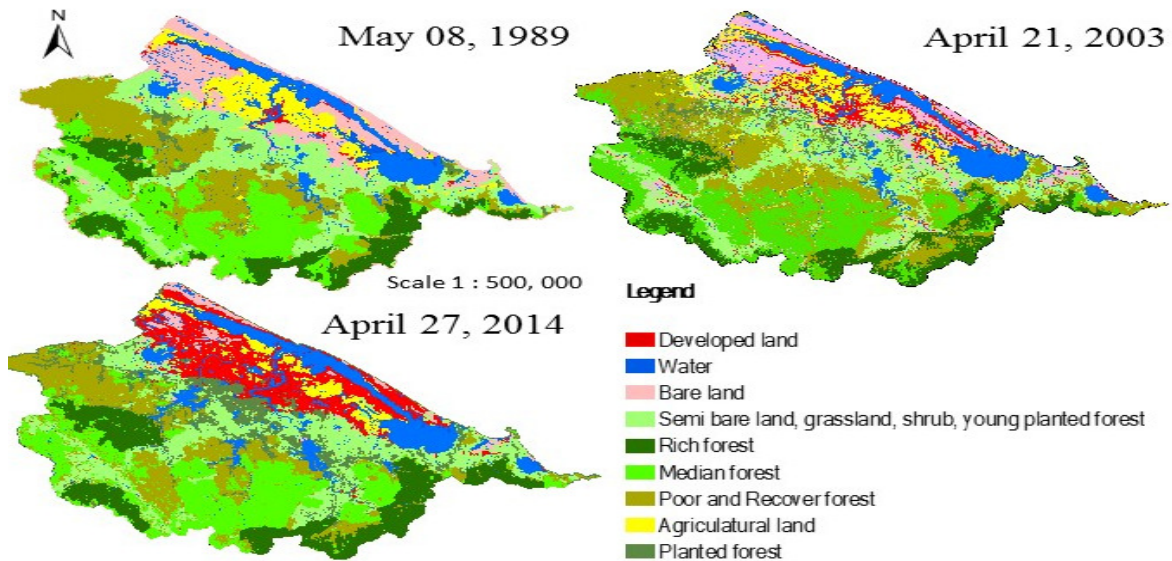 N
May 08, 1989
April 21, 2003
Scale 1 : 500, 000
April 27, 2014
Legend
Developed land
Water
Bare land
Semi bare land, grassland, shrub, young planted forest
Rich forest
Median forest
Poor and Recover forest
Agriculatural land
Planted forest